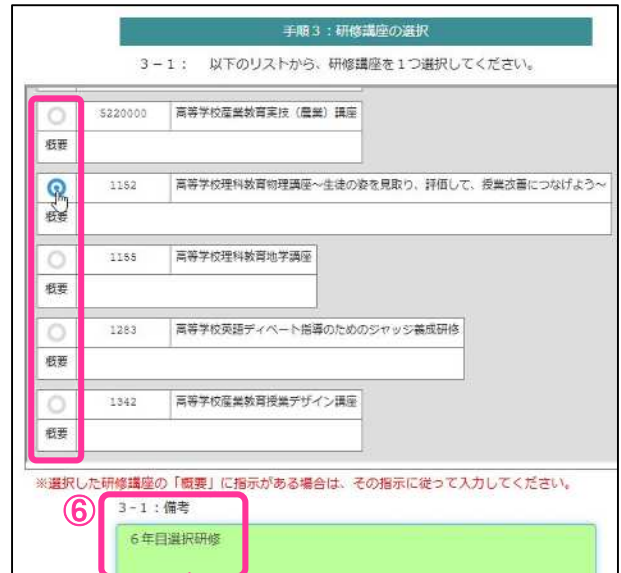 手順3：研修講座の選択
3-1： 以下のリストから、研修講座を1つ選択してください。
5220000 高等学校産業教育実技（農業）講座
概要
1152 高等学校理科教育物理講座～生徒の姿を見取り、評価して、授業改善につなげよう～
概要
1155 高等学校理科教育地学講座
概要
1283 高等学校英語ディベート指導のためのジャッジ養成研修
概要
1342 高等学校産業教育授業デザイン講座
概要
※選択した研修講座の「概要」に指示がある場合は、その指示に従って入力してください。
⑥ 3-1：備考
6年目選択研修